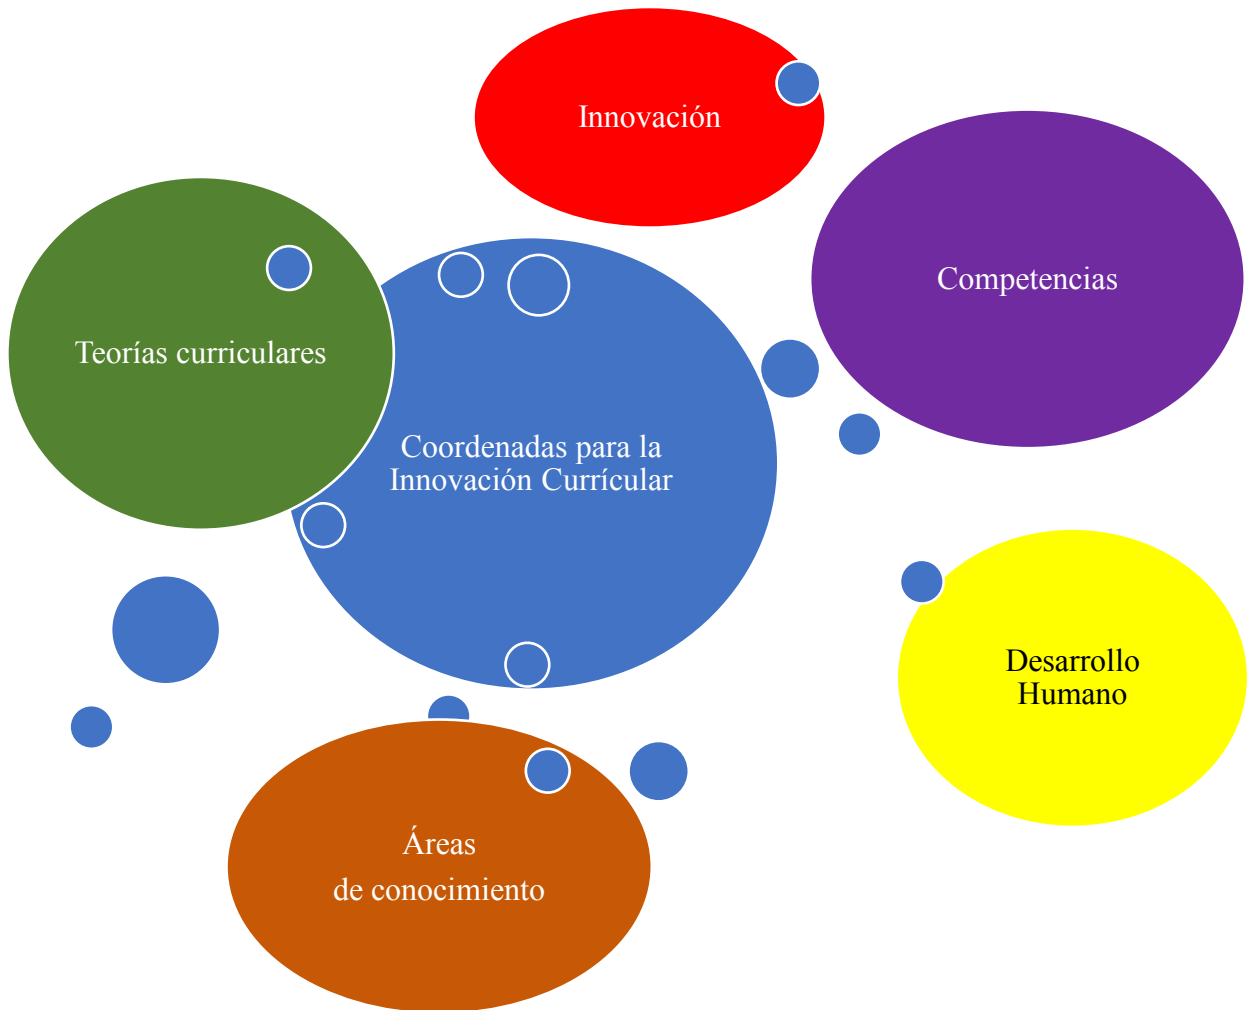 Innovación
Competencias
Teorías curriculares
Coordenadas para la
Innovación Currícular
Desarrollo
Humano
Áreas
de conocimiento